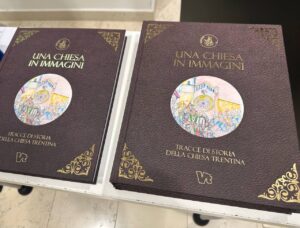 UNA CHIESA
IN IMMAGINI
TRACCE DI STORIA
DELLA CHIESA TRENTINA
UNA CHIESA
IN IMMAGINI
TRACCE DI STORIA
DELLA CHIESA TRENTINA